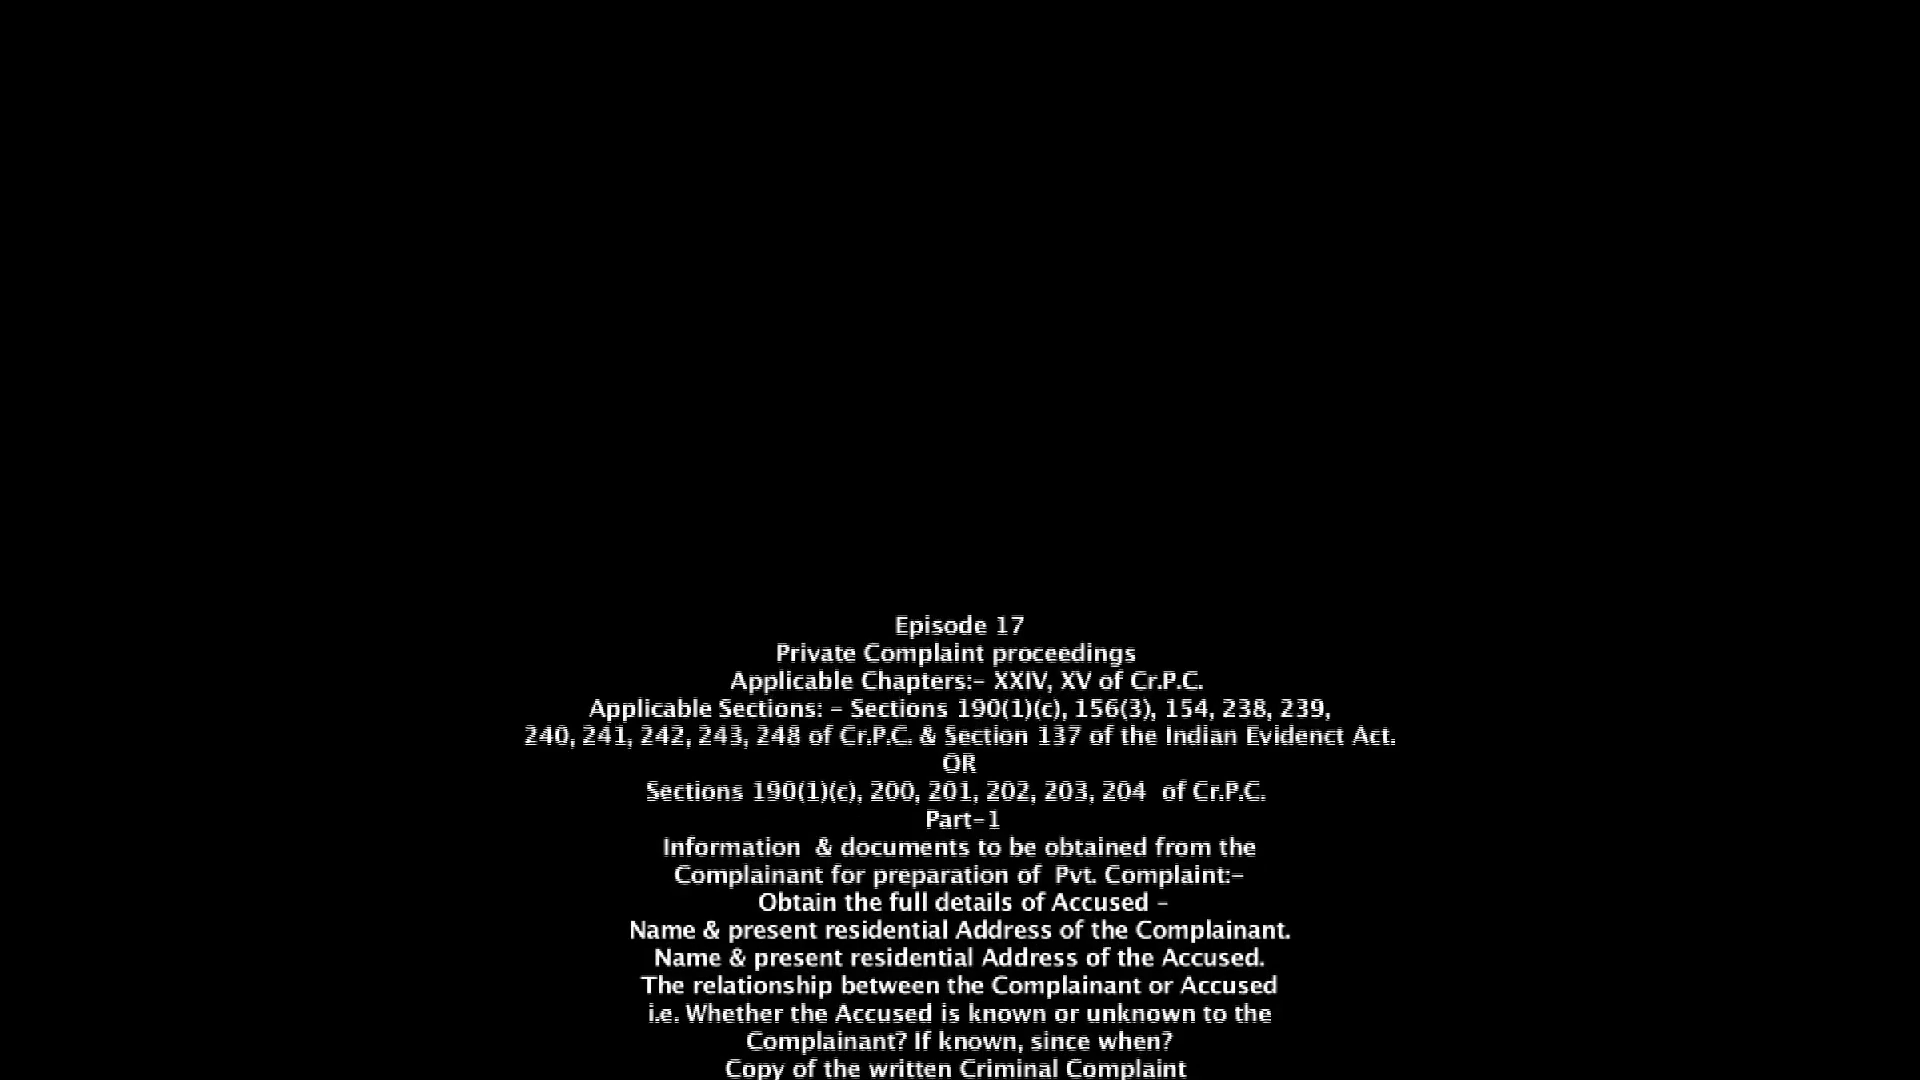 Episode 17
Private Complaint proceedings
Applicable Chapters:- XXIV, XV of Cr.P.C.
Applicable Sections: - Sections 190(1)(c), 156(3), 154, 238, 239,
240, 241, 242, 243, 248 of Cr.P.C. & Section 137 of the Indian Evidenct Act.
OR
Sections 190(1)(c), 200, 201, 202, 203, 204 of Cr.P.C.
Part-1
Information & documents to be obtained from the
Complainant for preparation of Pvt. Complaint:-
Obtain the full details of Accused -
Name & present residential Address of the Complainant.
Name & present residential Address of the Accused.
The relationship between the Complainant or Accused
i.e. Whether the Accused is known or unknown to the
Complainant? If known, since when?
Copy of the written Criminal Complaint